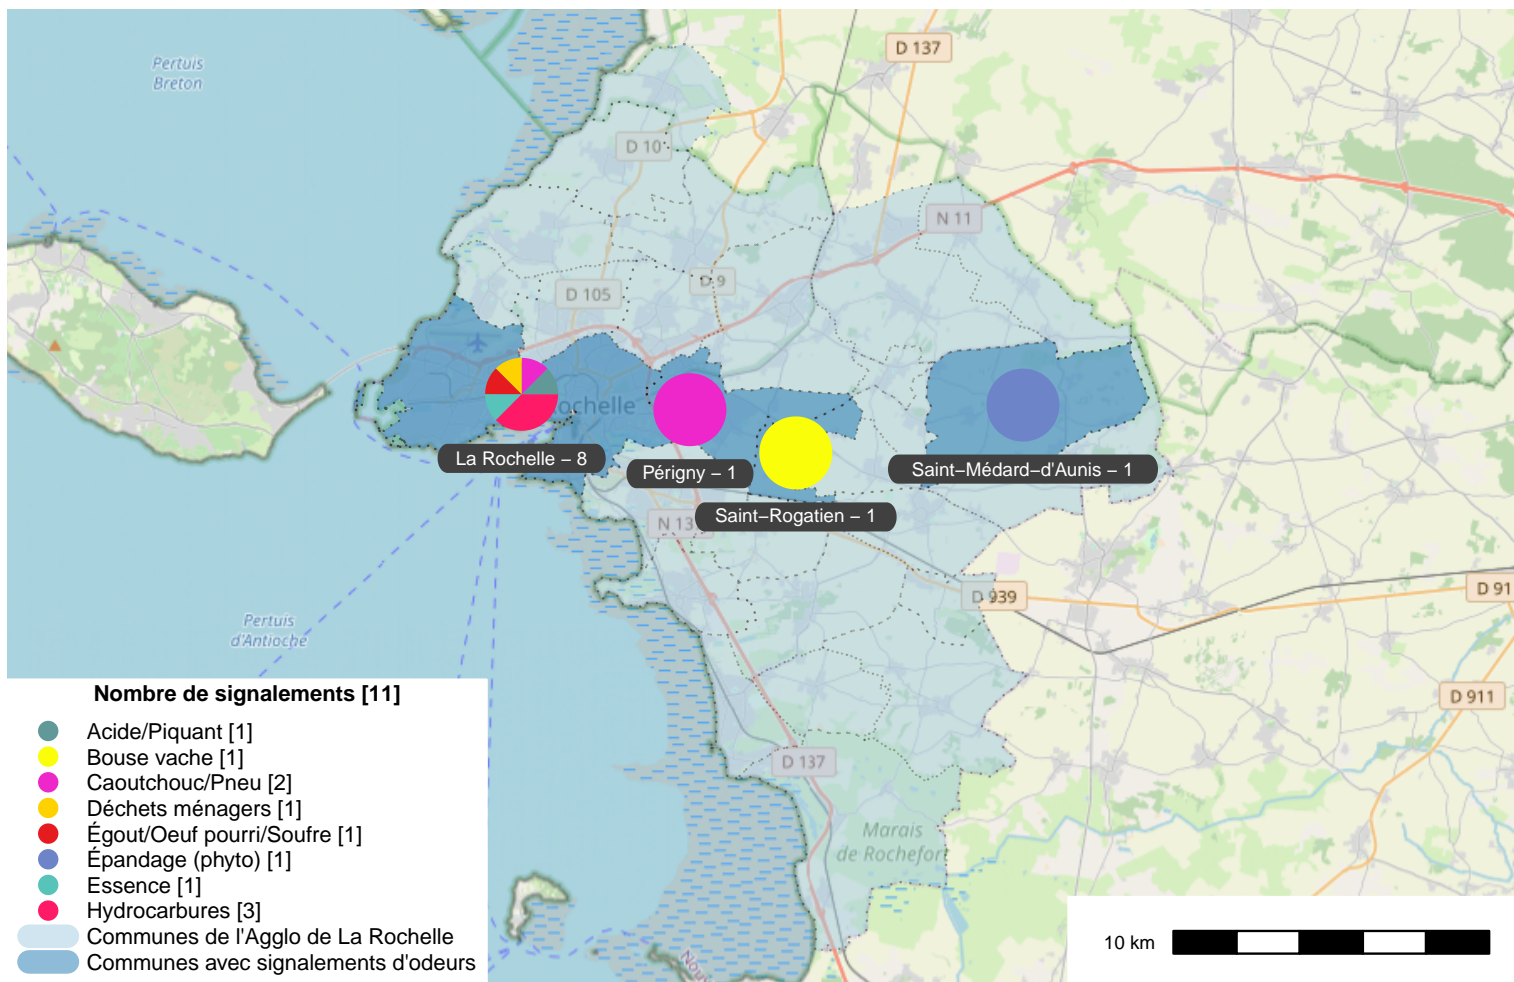 Pertuis
Breton
D 137
D 10
N 11
D 9
D 105
ochelle
La Rochelle – 8
Périgny – 1
Saint–Médard–d'Aunis – 1
Saint–Rogatien – 1
N 13
D 939
D 91
Pertuis
d'Antioche
D 911
D 137
Marais
de Rochefort
Nombre de signalements [11]
Acide/Piquant [1]
Bouse vache [1]
Caoutchouc/Pneu [2]
Déchets ménagers [1]
Égout/Oeuf pourri/Soufre [1]
Épandage (phyto) [1]
Essence [1]
Hydrocarbures [3]
Communes de l'Agglo de La Rochelle
Communes avec signalements d'odeurs
10 km